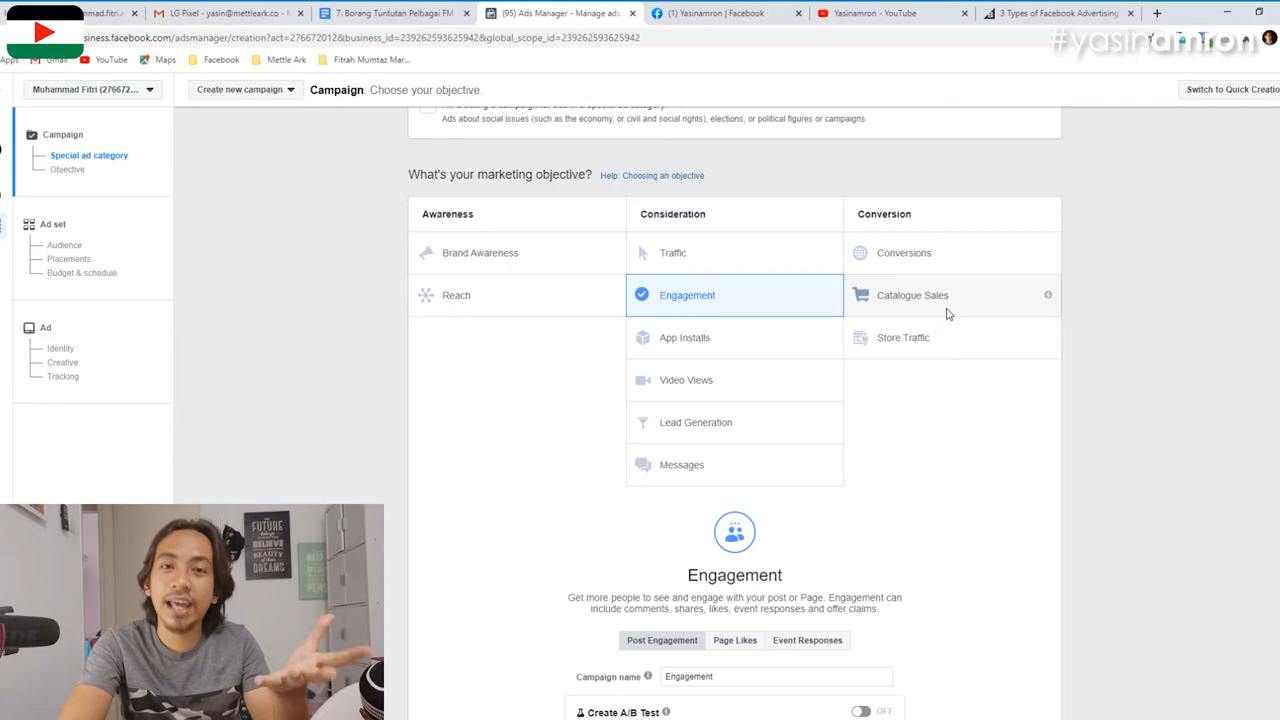 LG Pixel - yasin@mettleark.co -
7. Borang Tuntutan Pelbagai FM
(95) Ads Manager - Manage ads
Yasinamron | Facebook
Yasinamron - YouTube
3 Types of Facebook Advertising
siness.facebook.com/adsmanager/creation?act=276672012&business_id=239262593625942&global_scope_id=239262593625942
#yasinamron
Apps
Gmail
YouTube
Maps
Facebook
Mettle Ark
Fitrah Mumtaz Mar...
Muhammad Fitri (276672...
Create new campaign
Campaign: Choose your objective.
Switch to Quick Creatio
Campaign
Special ad category
Objective
Ad set
Audience
Placements
Budget & schedule
Ad
Identity
Creative
Tracking
Ads about social issues (such as the economy, or civil and social rights), elections, or political figures or campaigns
What's your marketing objective? Help: Choosing an objective
Awareness
Consideration
Conversion
Brand Awareness
Traffic
Conversions
Reach
Engagement
Catalogue Sales
App Installs
Store Traffic
Video Views
Lead Generation
Messages
Engagement
Get more people to see and engage with your post or Page. Engagement can
include comments, shares, likes, event responses and offer claims.
Post Engagement
Page Likes
Event Responses
Campaign name
Engagement
Create A/B Test
OFF
FUTURE
BELIEVE
BEAUTY
DREAMS